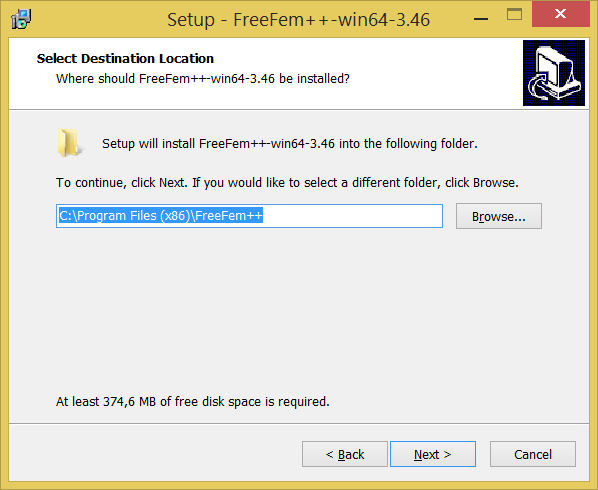 Setup - FreeFem++-win64-3.46
Select Destination Location
Where should FreeFem++-win64-3.46 be installed?
Setup will install FreeFem++-win64-3.46 into the following folder.
To continue, click Next. If you would like to select a different folder, click Browse.
C:\Program Files (x86)\FreeFem++
Browse...
At least 374,6 MB of free disk space is required.
< Back
Next >
Cancel